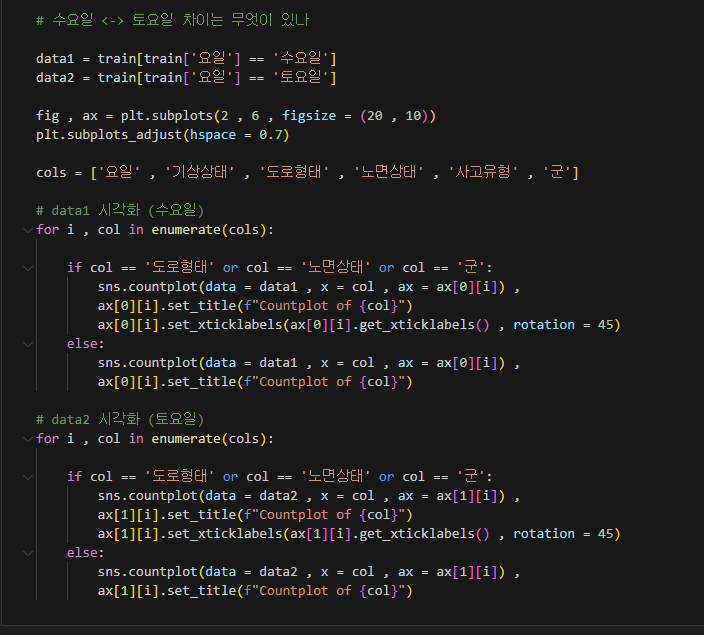 # 수요일 <-> 토요일 차이는 무엇이 있나
data1 = train[train['요일'] == '수요일']
data2 = train[train['요일'] == '토요일']
fig , ax = plt.subplots(2 , 6 , figsize = (20 , 10))
plt.subplots_adjust(hspace = 0.7)
cols = ['요일' , '기상상태' , '도로형태' , '노면상태' , '사고유형' , '군']
# data1 시각화 (수요일)
for i , col in enumerate(cols):
if col == '도로형태' or col == '노면상태' or col == '군':
sns.countplot(data = data1 , x = col , ax = ax[0][i]) ,
ax[0][i].set_title(f"Countplot of {col}")
ax[0][i].set_xticklabels(ax[0][i].get_xticklabels() , rotation = 45)
else:
sns.countplot(data = data1 , x = col , ax = ax[0][i]) ,
ax[0][i].set_title(f"Countplot of {col}")
# data2 시각화 (토요일)
for i , col in enumerate(cols):
if col == '도로형태' or col == '노면상태' or col == '군':
sns.countplot(data = data2 , x = col , ax = ax[1][i]) ,
ax[1][i].set_title(f"Countplot of {col}")
ax[1][i].set_xticklabels(ax[1][i].get_xticklabels() , rotation = 45)
else:
sns.countplot(data = data2 , x = col , ax = ax[1][i]) ,
ax[1][i].set_title(f"Countplot of {col}")